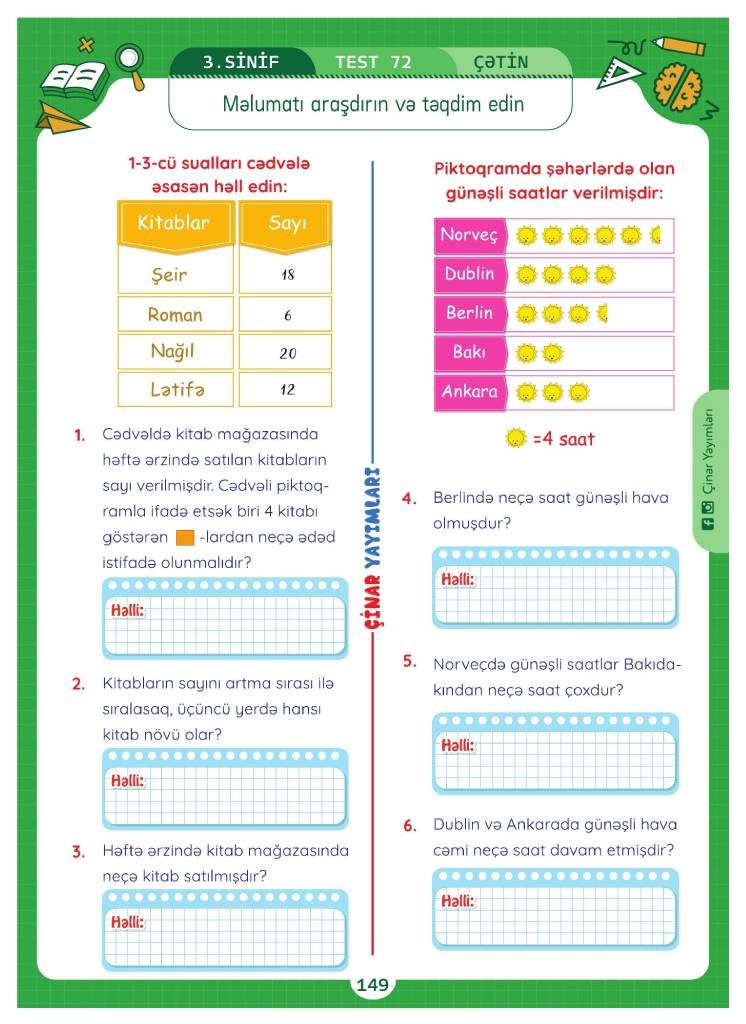 3.SİNİF TEST 72 ÇƏTİN
Məlumatı araşdırın və təqdim edin
1-3-cü sualları cədvələ
əsasən həll edin:
Kitablar Sayı
Şeir 18
Roman 6
Nağıl 20
Lətifə 12
1. Cədvəldə kitab mağazasında
həftə ərzində satılan kitabların
sayı verilmişdir. Cədvəli piktoq-
ramla ifadə etsək biri 4 kitabı
göstərən -lardan neçə ədəd
istifadə olunmalıdır?
Həlli:
2. Kitabların sayını artma sırası ilə
sıralasaq, üçüncü yerdə hansı
kitab növü olar?
Həlli:
3. Həftə ərzində kitab mağazasında
neçə kitab satılmışdır?
Həlli:
ÇİNAR YAYIMLARI
Piktoqramda şəhərlərdə olan
günəşli saatlar verilmişdir:
Norveç
Dublin
Berlin
Bakı
Ankara
=4 saat
4. Berlində neçə saat günəşli hava
olmuşdur?
Həlli:
5. Norveçdə günəşli saatlar Bakıda-
kından neçə saat çoxdur?
Həlli:
6. Dublin və Ankarada günəşli hava
cəmi neçə saat davam etmişdir?
Həlli:
Çinar Yayımları
149